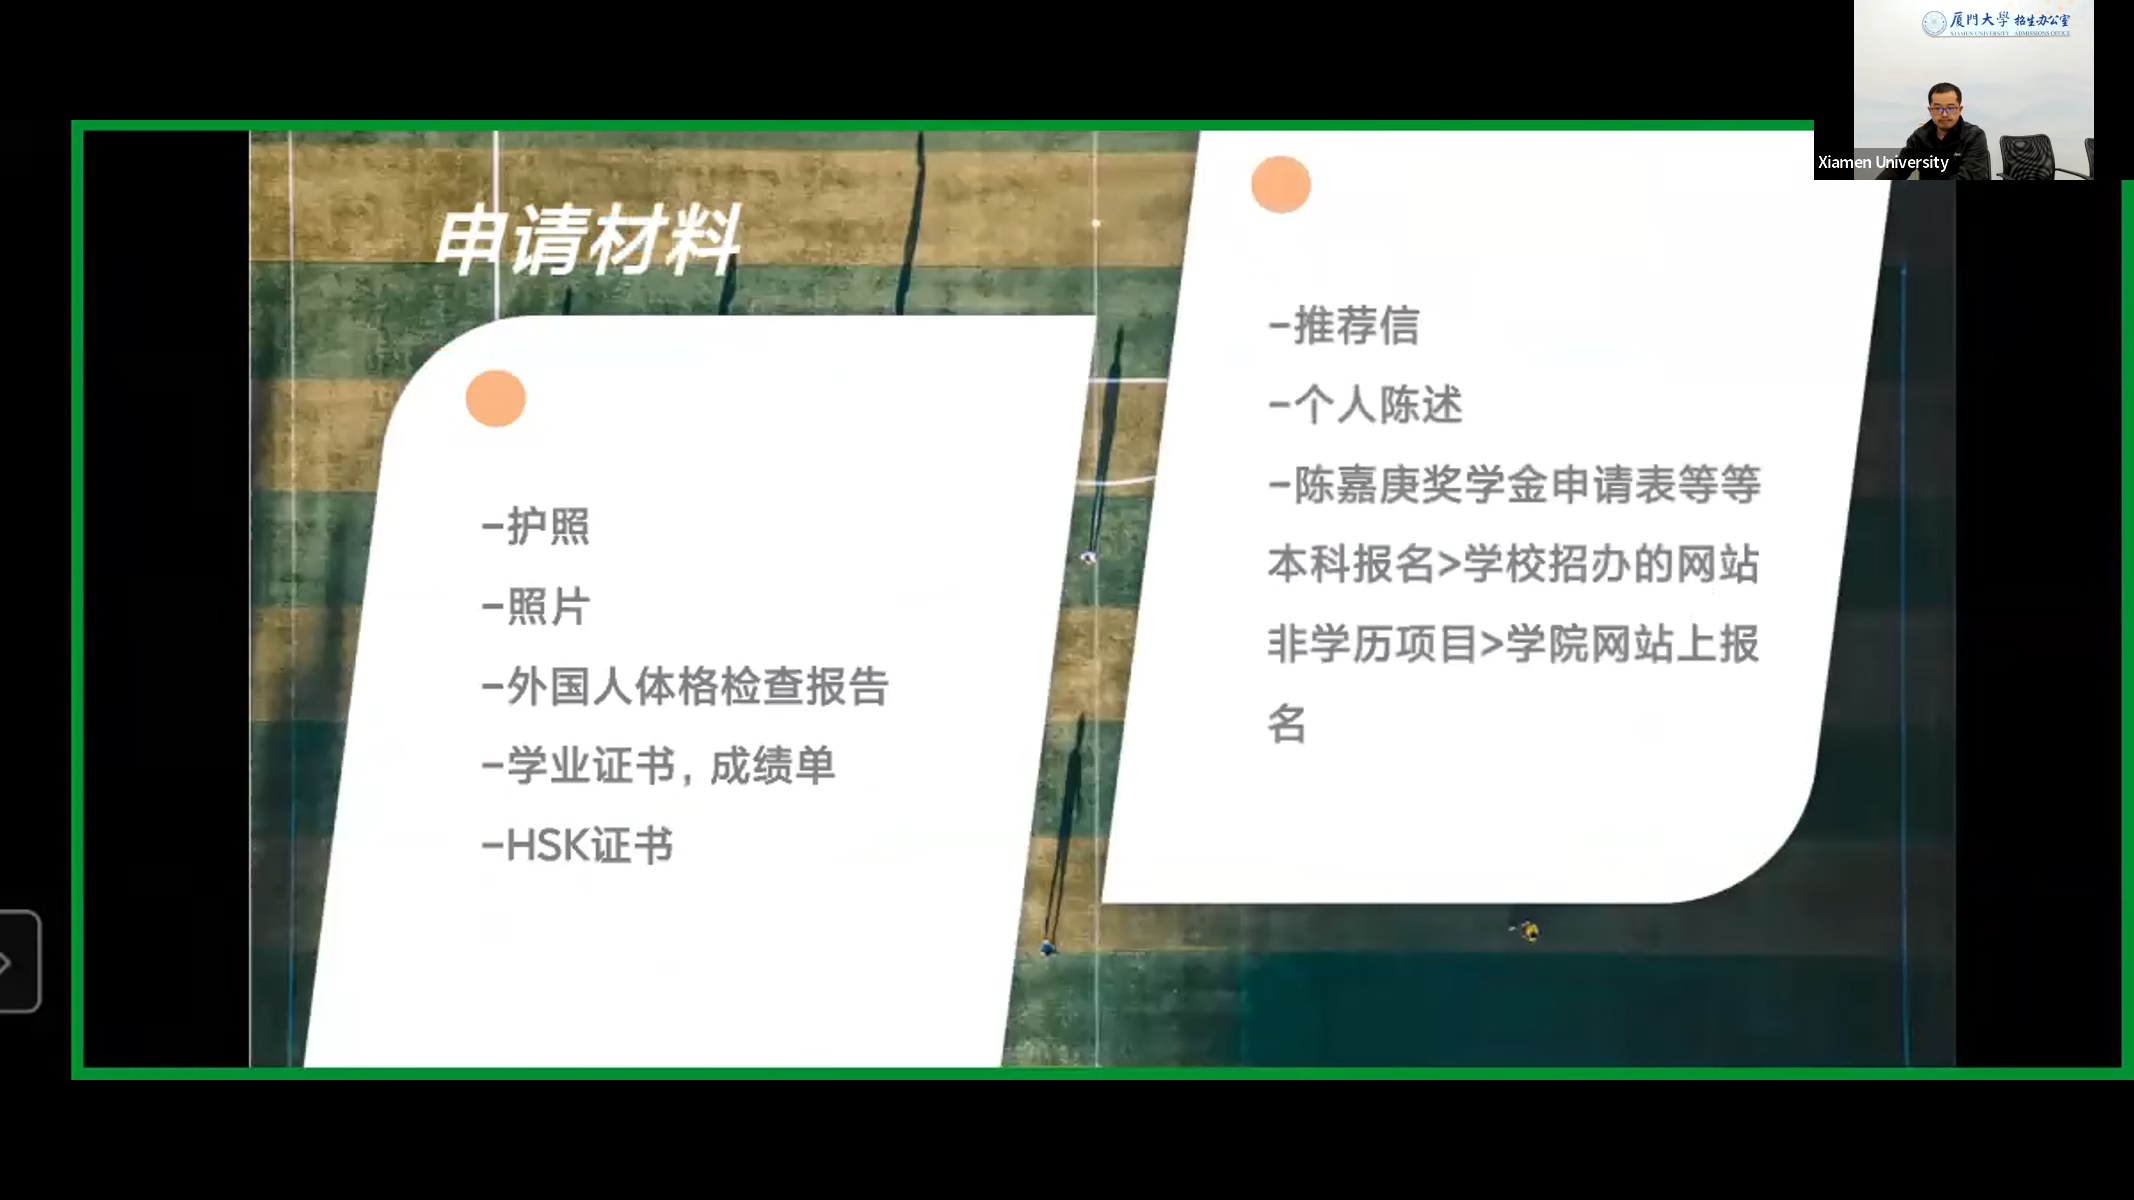 厦門大學 招生办公室
XIAMEN UNIVERSITY ADMISSIONS OFFICE
Xiamen University
申请材料
–护照
–照片
–外国人体格检查报告
–学业证书，成绩单
–HSK证书
–推荐信
–个人陈述
–陈嘉庚奖学金申请表等等
本科报名>学校招办的网站
非学历项目>学院网站上报
名